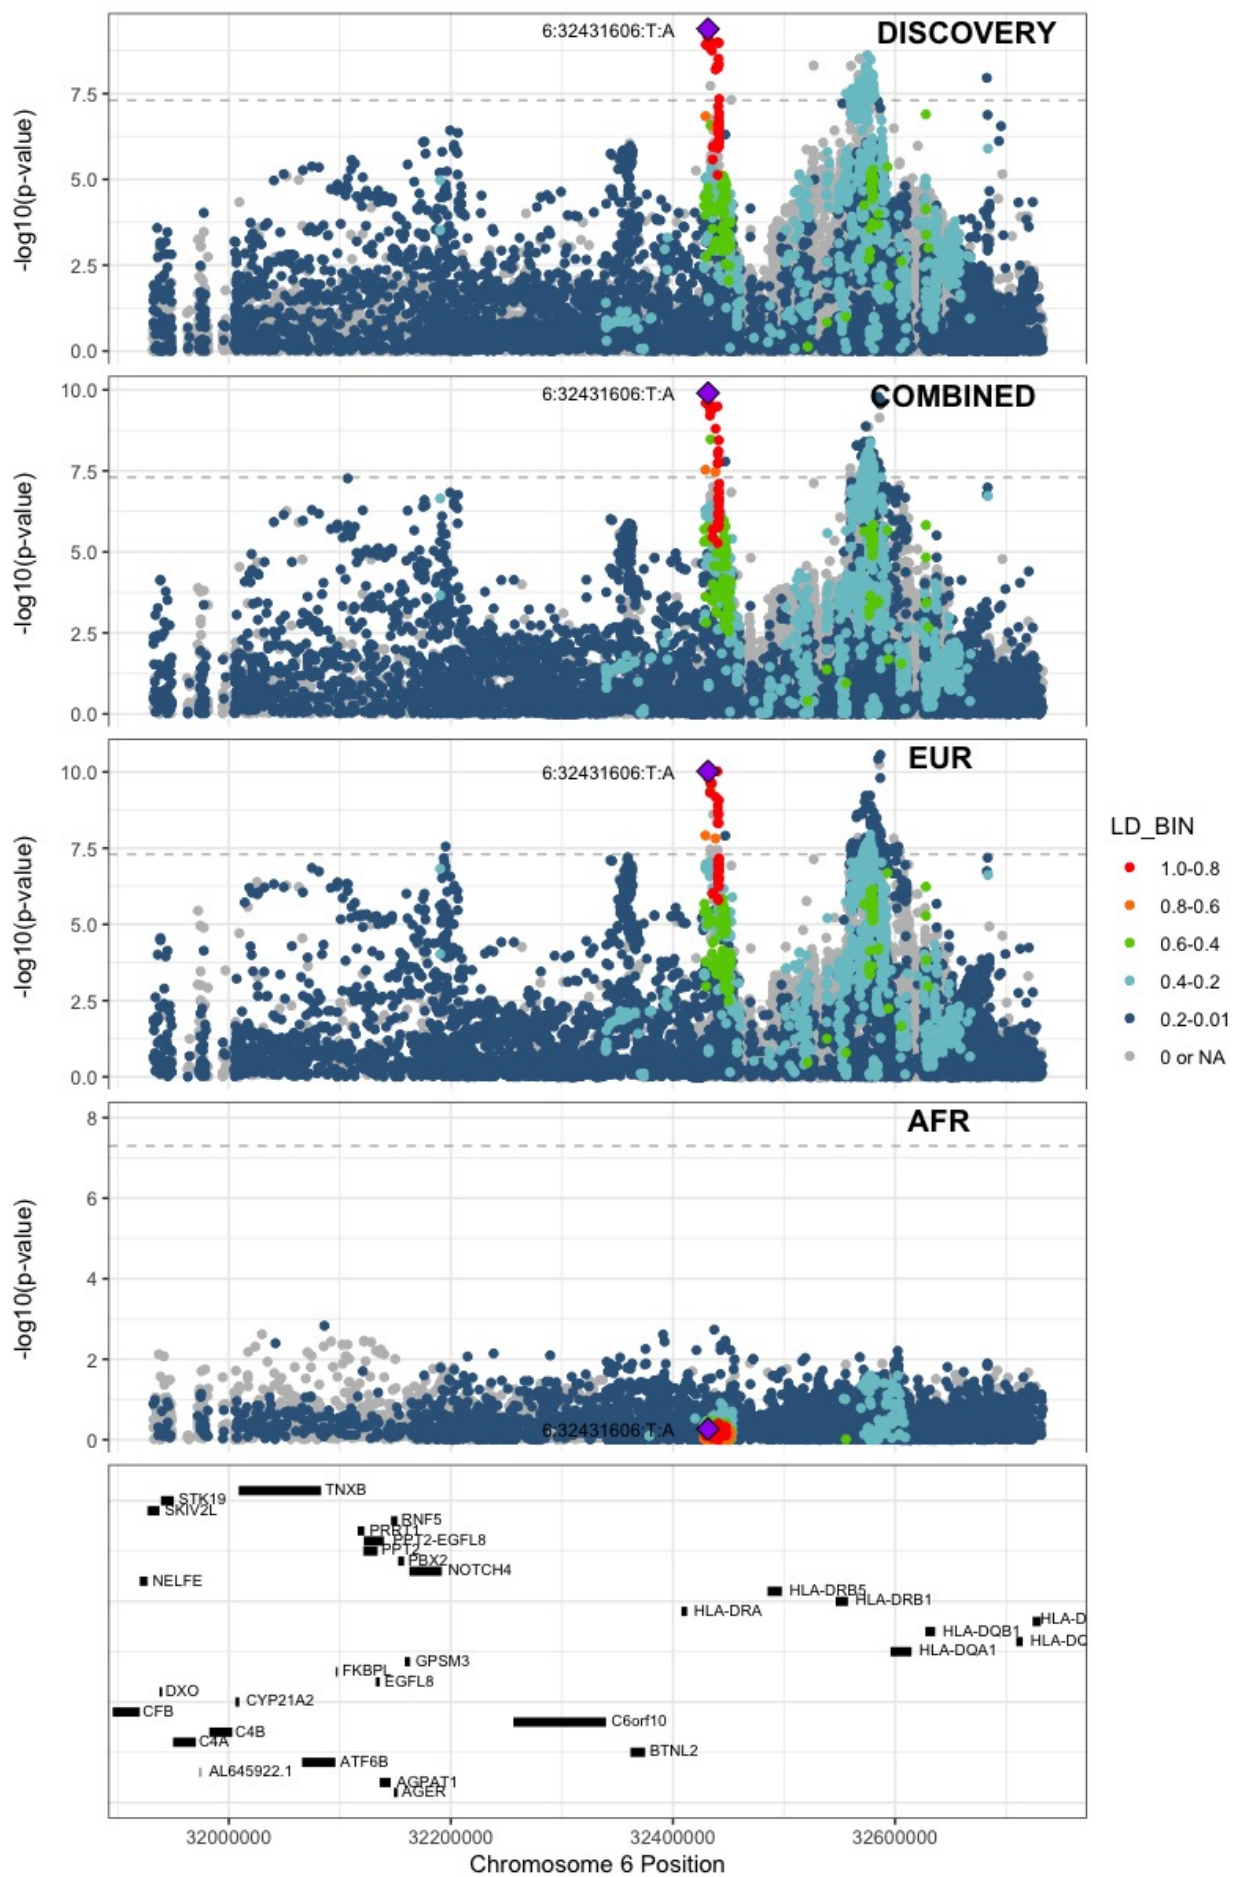 DISCOVERY
6:32431606:T:A
-log10(p-value)
7.5
5.0
2.5
0.0
COMBINED
6:32431606:T:A
-log10(p-value)
10.0
7.5
5.0
2.5
0.0
EUR
6:32431606:T:A
-log10(p-value)
10.0
7.5
5.0
2.5
0.0
LD_BIN
1.0-0.8
0.8-0.6
0.6-0.4
0.4-0.2
0.2-0.01
0 or NA
AFR
6:32431606:T:A
-log10(p-value)
8
6
4
2
0
TNXB
STK19
SKIV2L
RNF5
PRRT1
PPT2-EGFL8
PPT2
PBX2
NOTCH4
NELFE
HLA-DRB5
HLA-DRB1
HLA-DRA
HLA-D
HLA-DQB1
HLA-DQ
HLA-DQA1
GPSM3
FKBPL
EGFL8
DXO
CYP21A2
CFB
C6orf10
C4B
C4A
BTNL2
ATF6B
AL645922.1
AGPAT1
AGER
32000000
32200000
32400000
32600000
Chromosome 6 Position